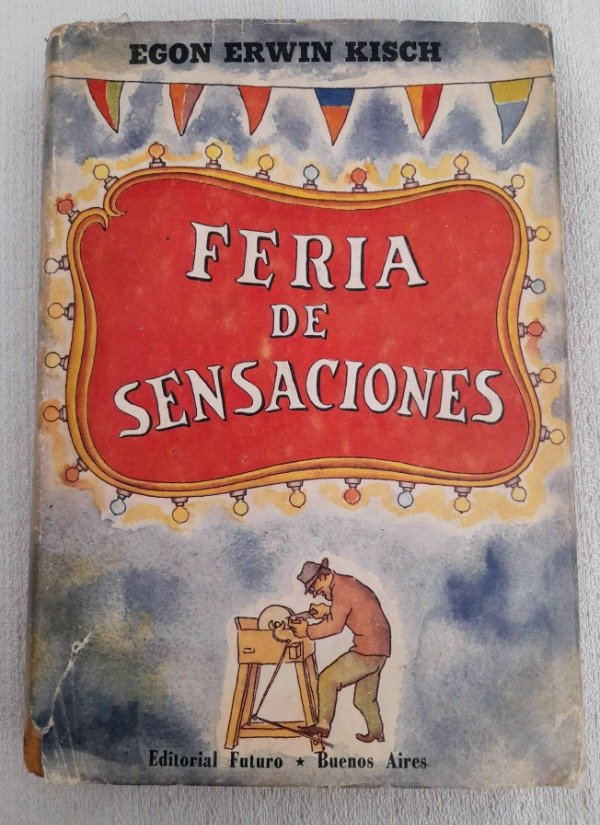 EGON ERWIN KISCH
FERIA
DE
SENSACIONES
Editorial Futuro ★ Buenos Aires